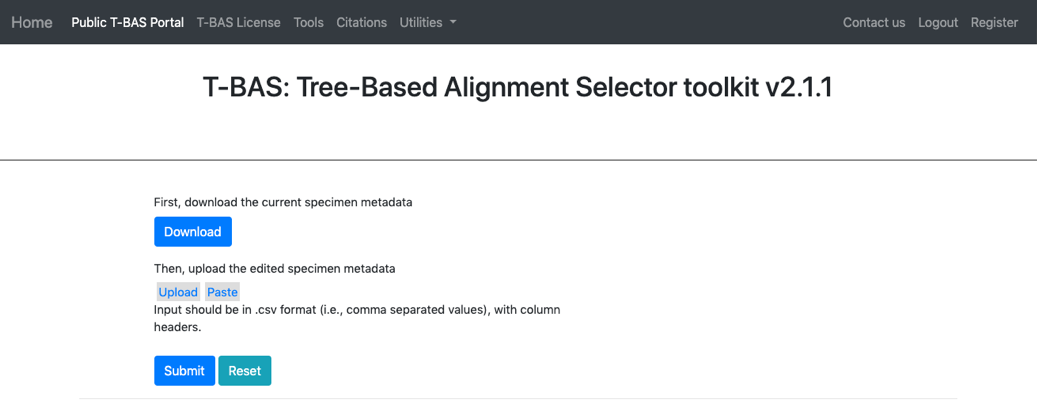 Home Public T-BAS Portal T-BAS License Tools Citations Utilities Contact us Logout Register
T-BAS: Tree-Based Alignment Selector toolkit v2.1.1
First, download the current specimen metadata
Download
Then, upload the edited specimen metadata
Upload Paste
Input should be in .csv format (i.e., comma separated values), with column
headers.
Submit Reset